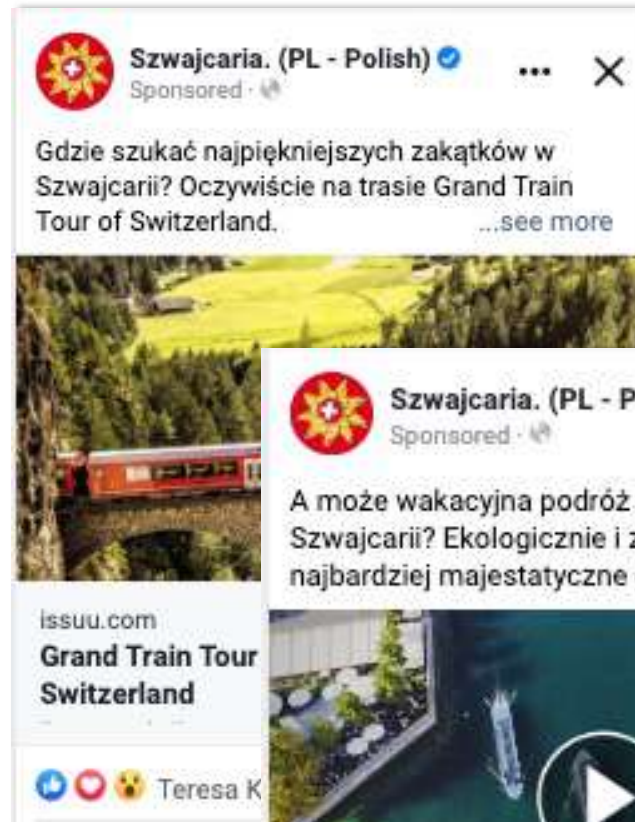 Szwajcaria. (PL - Polish)
Sponsored ·
Gdzie szukać najpiękniejszych zakątków w
Szwajcarii? Oczywiście na trasie Grand Train
Tour of Switzerland. ...see more
issuu.com
Grand Train Tour
Switzerland
Teresa K
Szwajcaria. (PL - P
Sponsored ·
A może wakacyjna podróż
Szwajcarii? Ekologicznie i z
najbardziej majestatyczne